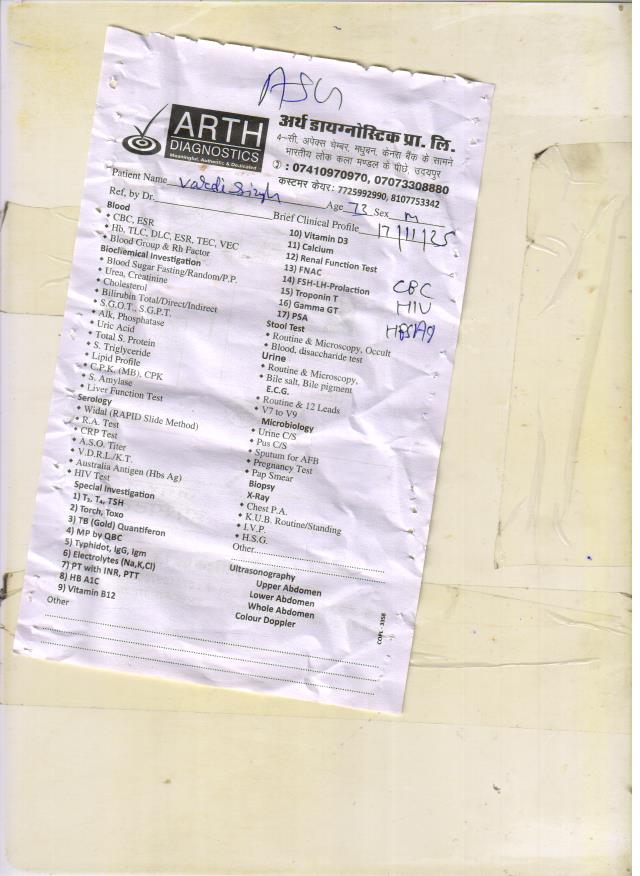 ARTH
DIAGNOSTICS
Meaningful, Authentic & Dedicated
अर्थ डायग्नोस्टिक प्रा. लि.
4-सी, अपेक्स चेम्बर, मधुबन, केनरा बैंक के सामने
भारतीय लोक कला मण्डल के पीछे, उदयपुर
: 07410970970, 07073308880
कस्टमर केयर: 7725992990, 8107753342
Patient Name Vardi Singh Age 73 Sex M
Ref, by Dr. Brief Clinical Profile 17/11/25
Blood
• CBC, ESR
• Hb, TLC, DLC, ESR, TEC, VEC
• Blood Group & Rh Factor
Biochemical Investigation
• Blood Sugar Fasting/Random/P.P.
• Urea, Creatinine
• Cholesterol
• Bilirubin Total/Direct/Indirect
• S.G.O.T., S.G.P.T.
• Alk, Phosphatase
• Uric Acid
• Total S. Protein
• S. Triglyceride
• Lipid Profile
• C.P.K. (MB), CPK
• S. Amylase
• Liver Function Test
Serology
• Widal (RAPID Slide Method)
• R.A. Test
• CRP Test
• A.S.O. Titer
• V.D.R.L./K.T.
• Australia Antigen (Hbs Ag)
• HIV Test
Special Investigation
1) T₃, T₄, TSH
2) Torch, Toxo
3) TB (Gold) Quantiferon
4) MP by QBC
5) Typhidot, IgG, Igm
6) Electrolytes (Na,K,Cl)
7) PT with INR, PTT
8) HB A1C
9) Vitamin B12
Other
10) Vitamin D3
11) Calcium
12) Renal Function Test
13) FNAC
14) FSH-LH-Prolaction
15) Troponin T
16) Gamma GT
17) PSA
CBC
HIV
HBSAg
Stool Test
• Routine & Microscopy, Occult
• Blood, disaccharide test
Urine
• Routine & Microscopy,
• Bile salt, Bile pigment
E.C.G.
• Routine & 12 Leads
• V7 to V9
Microbiology
• Urine C/S
• Pus C/S
• Sputum for AFB
• Pregnancy Test
• Pap Smear
Biopsy
X-Ray
• Chest P.A.
• K.U.B. Routine/Standing
• I.V.P.
• H.S.G.
Other
Ultrasonography
Upper Abdomen
Lower Abdomen
Whole Abdomen
Colour Doppler
COPL - 3358